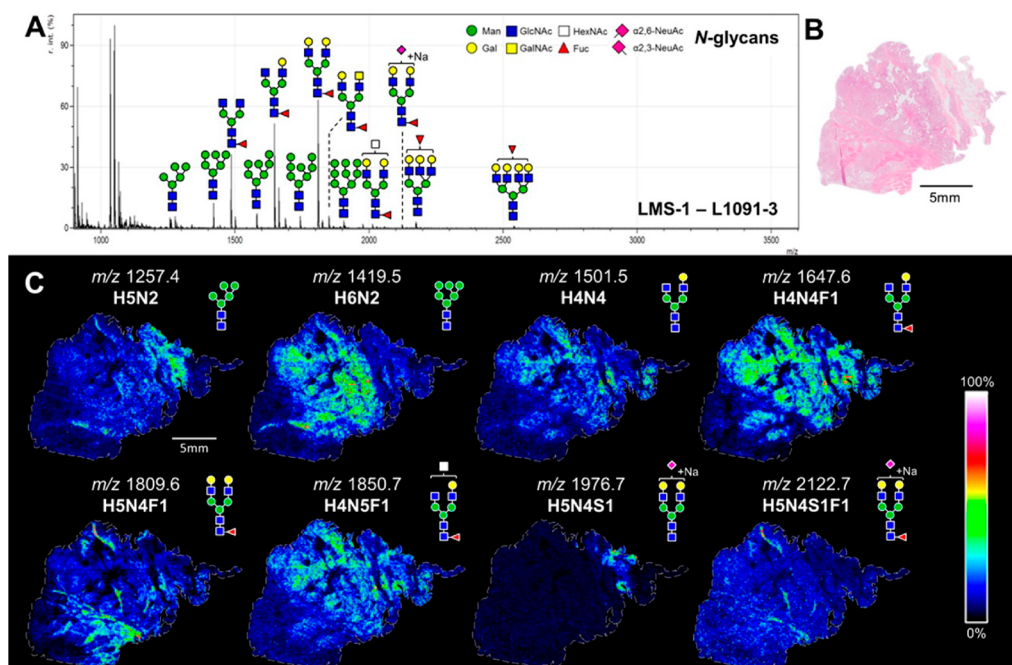 A
r. int. (%)
Man GlcNAc HexNAc α2,6-NeuAc
Gal GalNAc Fuc α2,3-NeuAc
N-glycans
90
60
30
0
+Na
LMS-1 – L1091-3
1000 1500 2000 2500 3000 3500
m/z
B
5mm
C
m/z 1257.4
H5N2
m/z 1419.5
H6N2
m/z 1501.5
H4N4
m/z 1647.6
H4N4F1
5mm
m/z 1809.6
H5N4F1
m/z 1850.7
H4N5F1
m/z 1976.7
H5N4S1
+Na
m/z 2122.7
H5N4S1F1
+Na
100%
0%